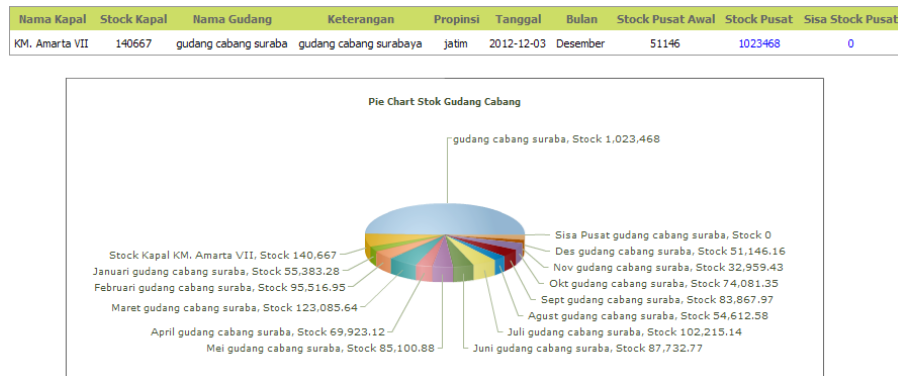 Nama Kapal Stock Kapal Nama Gudang Keterangan Propinsi Tanggal Bulan Stock Pusat Awal Stock Pusat Sisa Stock Pusat
KM. Amarta VII 140667 gudang cabang suraba gudang cabang surabaya jatim 2012-12-03 Desember 51146 1023468 0
Pie Chart Stok Gudang Cabang
gudang cabang suraba, Stock 1,023,468
Sisa Pusat gudang cabang suraba, Stock 0
Des gudang cabang suraba, Stock 51,146.16
Nov gudang cabang suraba, Stock 32,959.43
Okt gudang cabang suraba, Stock 74,081.35
Sept gudang cabang suraba, Stock 83,867.97
Agust gudang cabang suraba, Stock 54,612.58
Juli gudang cabang suraba, Stock 102,215.14
Juni gudang cabang suraba, Stock 87,732.77
Mei gudang cabang suraba, Stock 85,100.88
April gudang cabang suraba, Stock 69,923.12
Maret gudang cabang suraba, Stock 123,085.64
Februari gudang cabang suraba, Stock 95,516.95
Januari gudang cabang suraba, Stock 55,383.28
Stock Kapal KM. Amarta VII, Stock 140,667